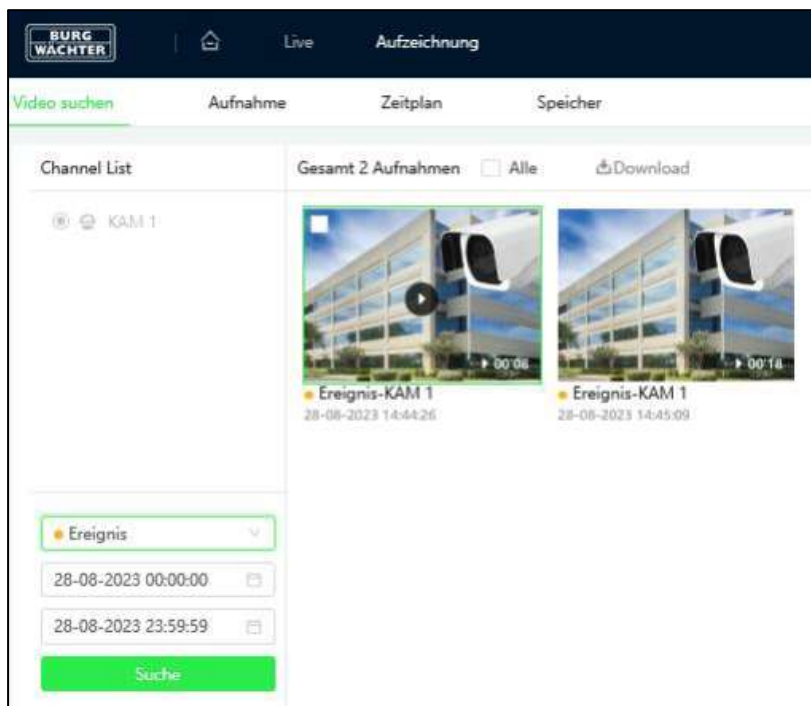 BURG
WÄCHTER
Live
Aufzeichnung
Video suchen
Aufnahme
Zeitplan
Speicher
Channel List
KAM 1
Gesamt 2 Aufnahmen
Alle
Download
00'08
Ereignis-KAM 1
28-08-2023 14:44:26
00'18
Ereignis-KAM 1
28-08-2023 14:45:09
Ereignis
28-08-2023 00:00:00
28-08-2023 23:59:59
Suche